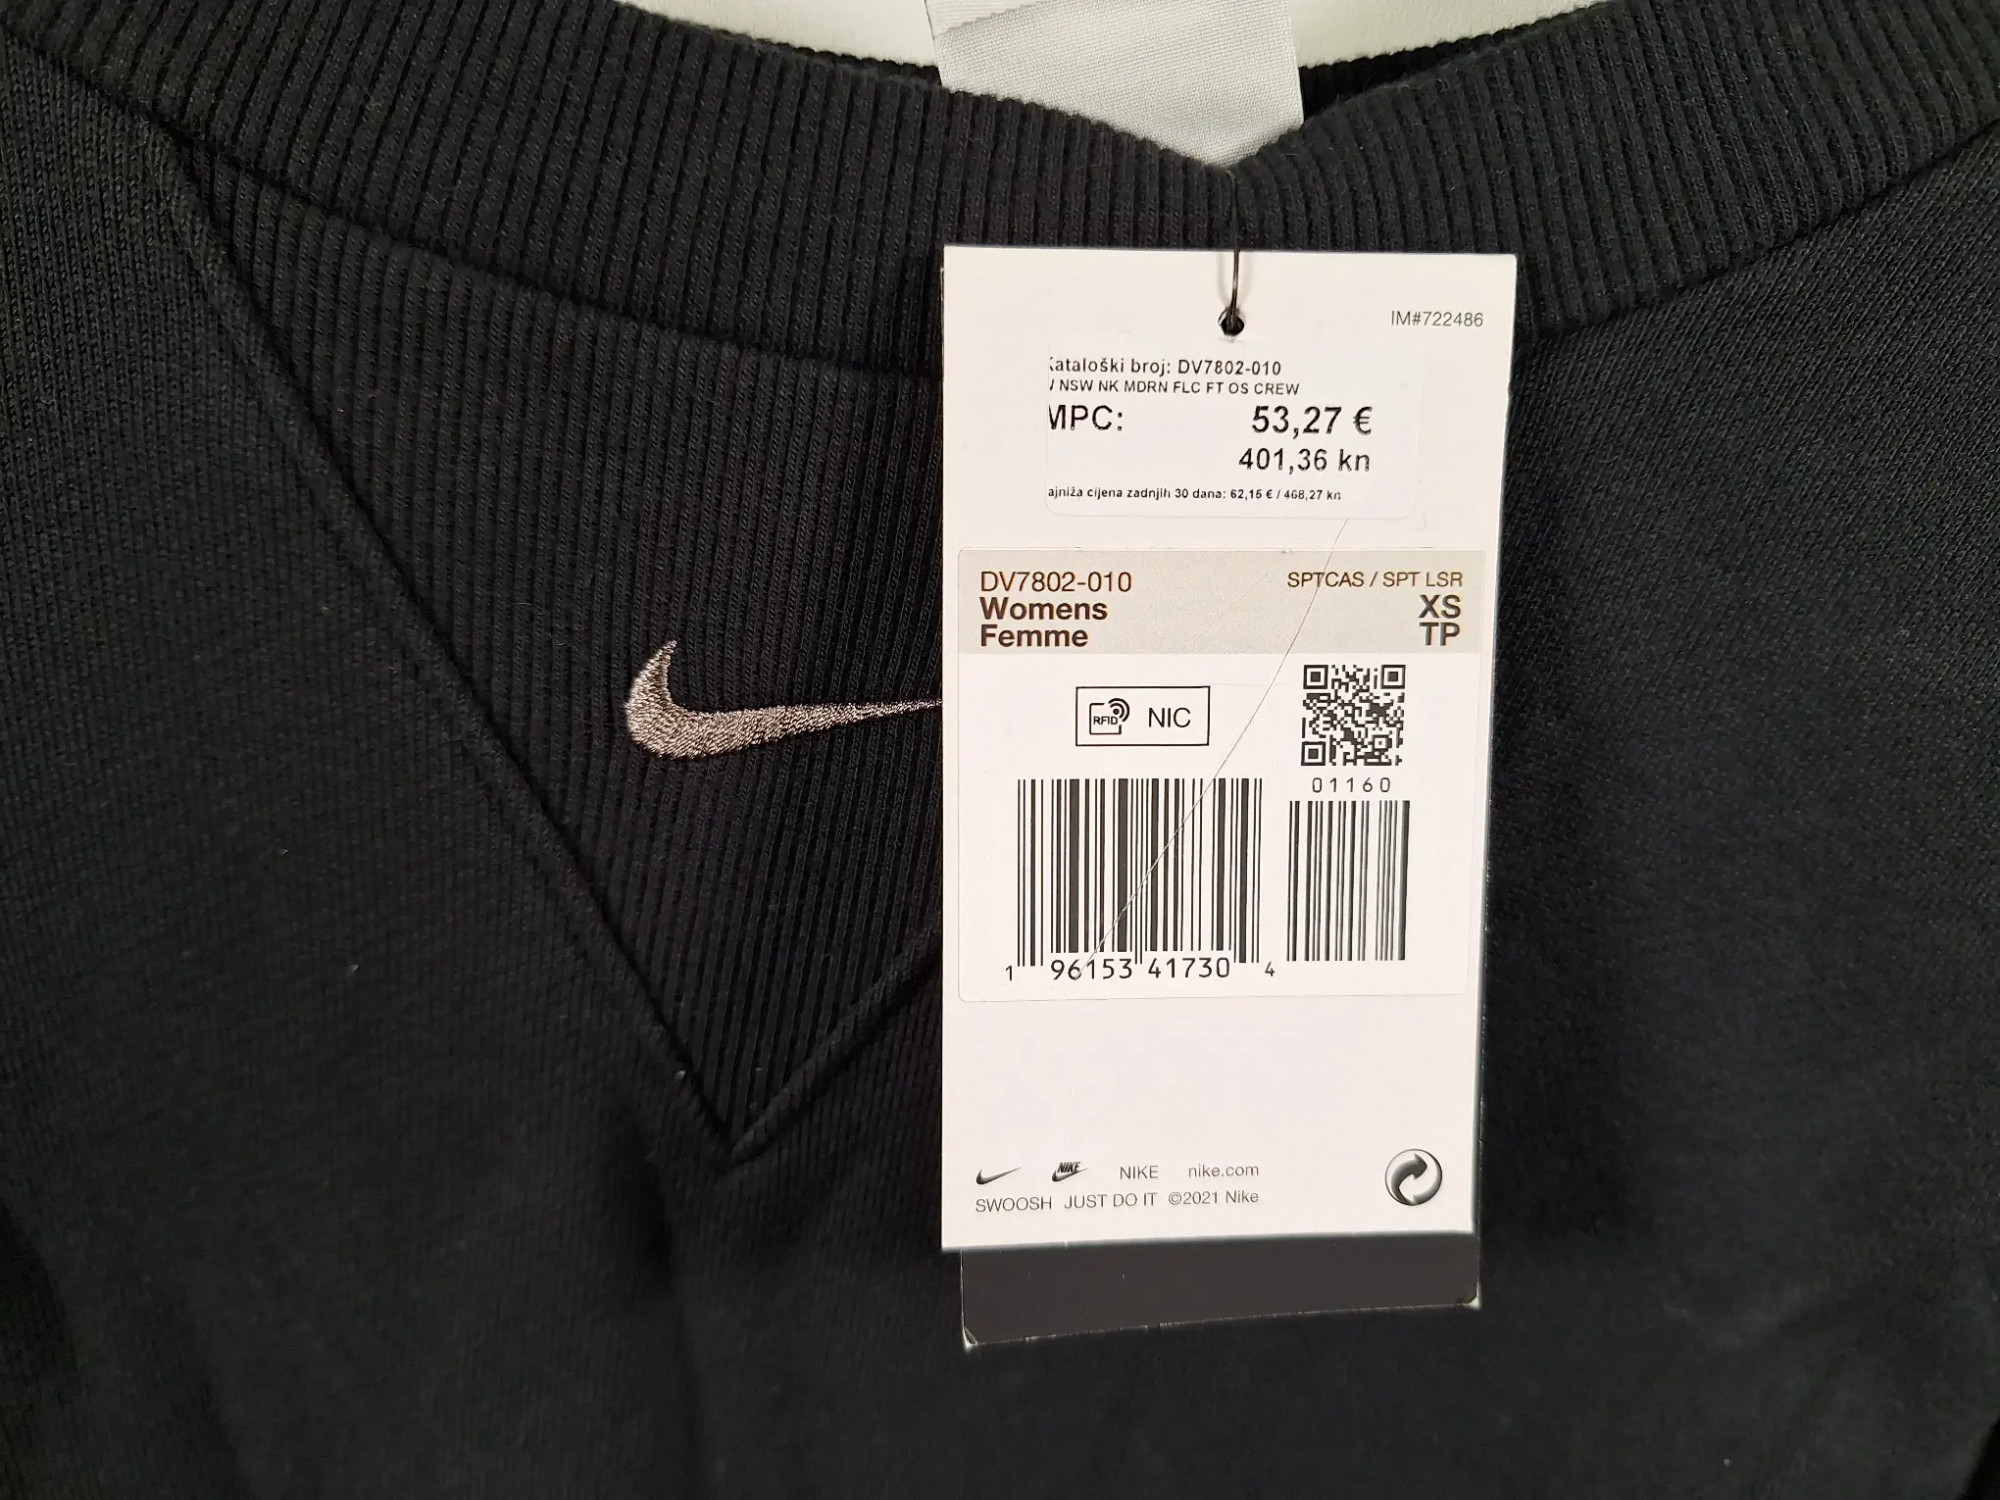 IM#722486
Kataloški broj: DV7802-010
/ NSW NK MDRN FLC FT OS CREW
MPC: 53,27 €
401,36 kn
ajniža cijena zadnjih 30 dana: 62,15 € / 468,27 kn
DV7802-010 SPTCAS / SPT LSR
Womens XS
Femme TP
RFID NIC
01160
1 96153 41730 4
NIKE NIKE nike.com
SWOOSH JUST DO IT ©2021 Nike